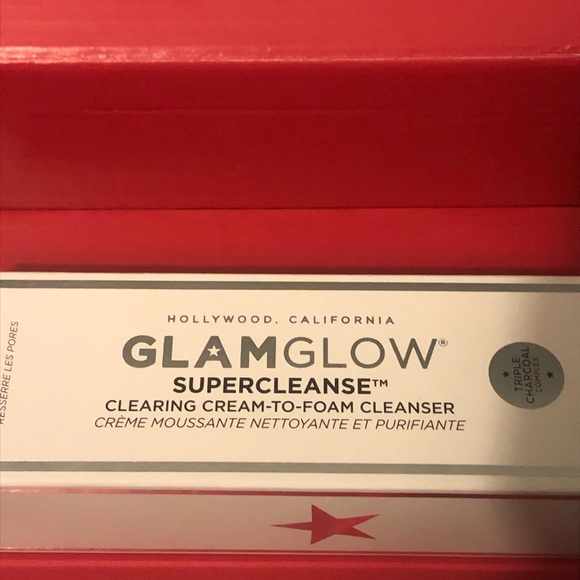 RESSERRE LES PORES
HOLLYWOOD, CALIFORNIA
GLAMGLOW®
SUPERCLEANSE™
CLEARING CREAM-TO-FOAM CLEANSER
CRÈME MOUSSANTE NETTOYANTE ET PURIFIANTE
TRIPLE
CHARCOAL
COMPLEX